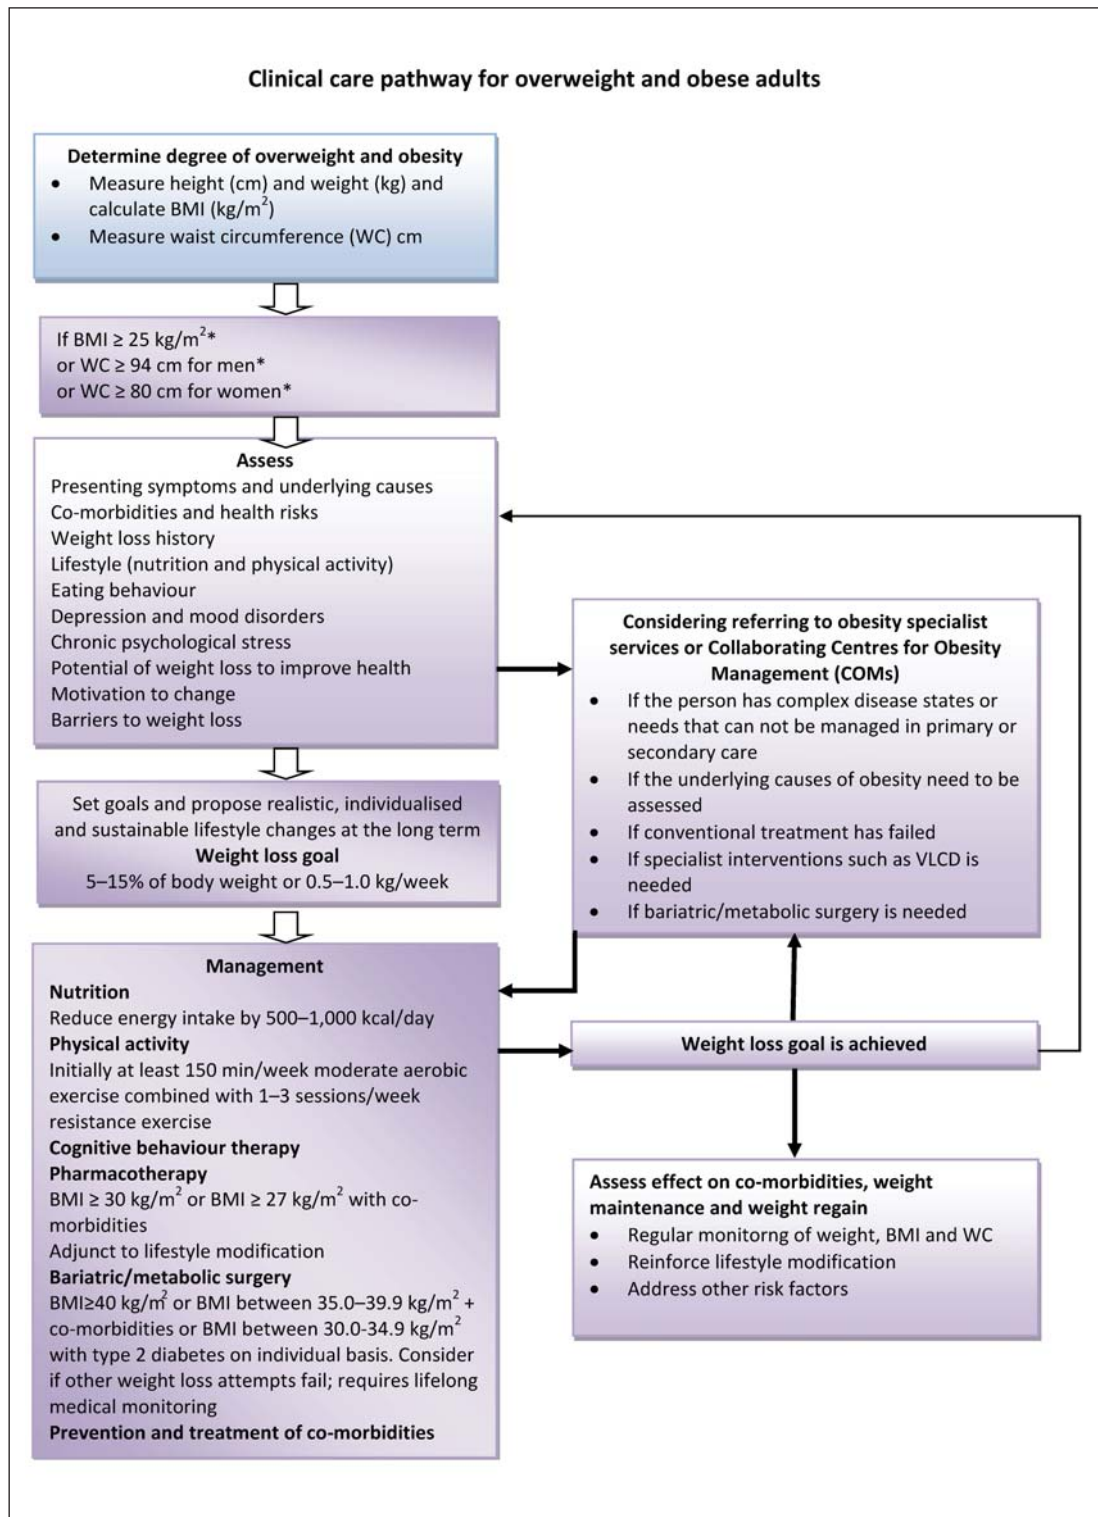 Clinical care pathway for overweight and obese adults
Determine degree of overweight and obesity
• Measure height (cm) and weight (kg) and
calculate BMI (kg/m²)
• Measure waist circumference (WC) cm
If BMI ≥ 25 kg/m²*
or WC ≥ 94 cm for men*
or WC ≥ 80 cm for women*
Assess
Presenting symptoms and underlying causes
Co-morbidities and health risks
Weight loss history
Lifestyle (nutrition and physical activity)
Eating behaviour
Depression and mood disorders
Chronic psychological stress
Potential of weight loss to improve health
Motivation to change
Barriers to weight loss
Considering referring to obesity specialist
services or Collaborating Centres for Obesity
Management (COMs)
• If the person has complex disease states or
needs that can not be managed in primary or
secondary care
• If the underlying causes of obesity need to be
assessed
• If conventional treatment has failed
• If specialist interventions such as VLCD is
needed
• If bariatric/metabolic surgery is needed
Set goals and propose realistic, individualised
and sustainable lifestyle changes at the long term
Weight loss goal
5–15% of body weight or 0.5–1.0 kg/week
Management
Nutrition
Reduce energy intake by 500–1,000 kcal/day
Physical activity
Initially at least 150 min/week moderate aerobic
exercise combined with 1–3 sessions/week
resistance exercise
Cognitive behaviour therapy
Pharmacotherapy
BMI ≥ 30 kg/m² or BMI ≥ 27 kg/m² with co-
morbidities
Adjunct to lifestyle modification
Bariatric/metabolic surgery
BMI≥40 kg/m² or BMI between 35.0–39.9 kg/m² +
co-morbidities or BMI between 30.0-34.9 kg/m²
with type 2 diabetes on individual basis. Consider
if other weight loss attempts fail; requires lifelong
medical monitoring
Prevention and treatment of co-morbidities
Weight loss goal is achieved
Assess effect on co-morbidities, weight
maintenance and weight regain
• Regular monitorng of weight, BMI and WC
• Reinforce lifestyle modification
• Address other risk factors